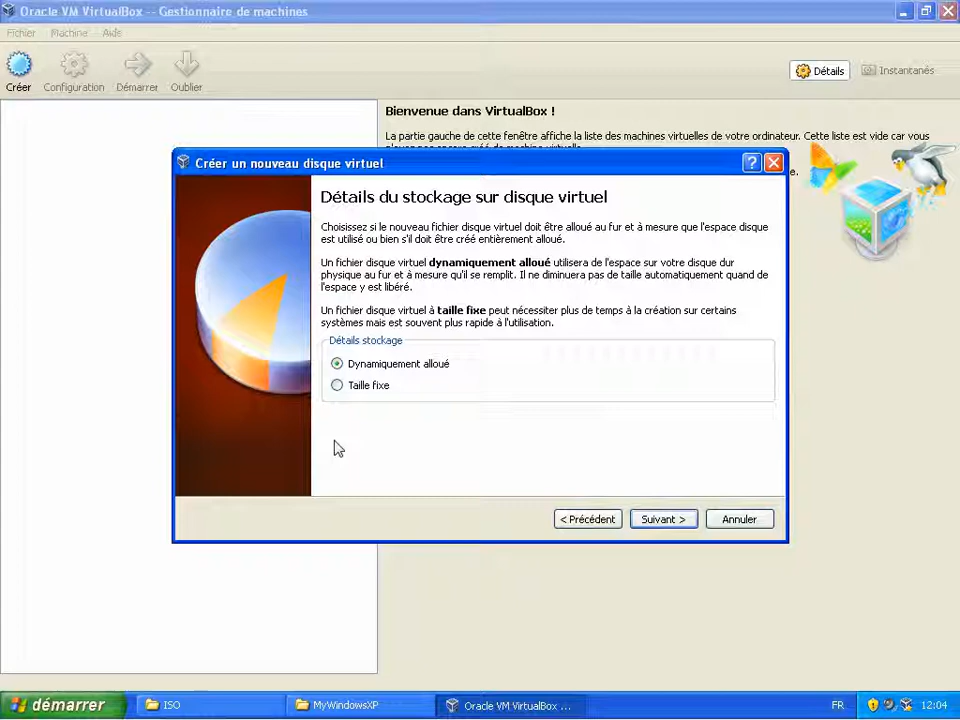 Oracle VM VirtualBox -- Gestionnaire de machines
Fichier Machine Aide
Créer Configuration Démarrer Oublier Détails Instantanés
Bienvenue dans VirtualBox !
La partie gauche de cette fenêtre affiche la liste des machines virtuelles de votre ordinateur. Cette liste est vide car vous
Créer un nouveau disque virtuel
Détails du stockage sur disque virtuel
Choisissez si le nouveau fichier disque virtuel doit être alloué au fur et à mesure que l'espace disque
est utilisé ou bien s'il doit être créé entièrement alloué.
Un fichier disque virtuel dynamiquement alloué utilisera de l'espace sur votre disque dur
physique au fur et à mesure qu'il se remplit. Il ne diminuera pas de taille automatiquement quand de
l'espace y est libéré.
Un fichier disque virtuel à taille fixe peut nécessiter plus de temps à la création sur certains
systèmes mais est souvent plus rapide à l'utilisation.
Détails stockage
Dynamiquement alloué
Taille fixe
< Précédent Suivant > Annuler
démarrer ISO MyWindowsXP Oracle VM VirtualBox ... FR 12:04